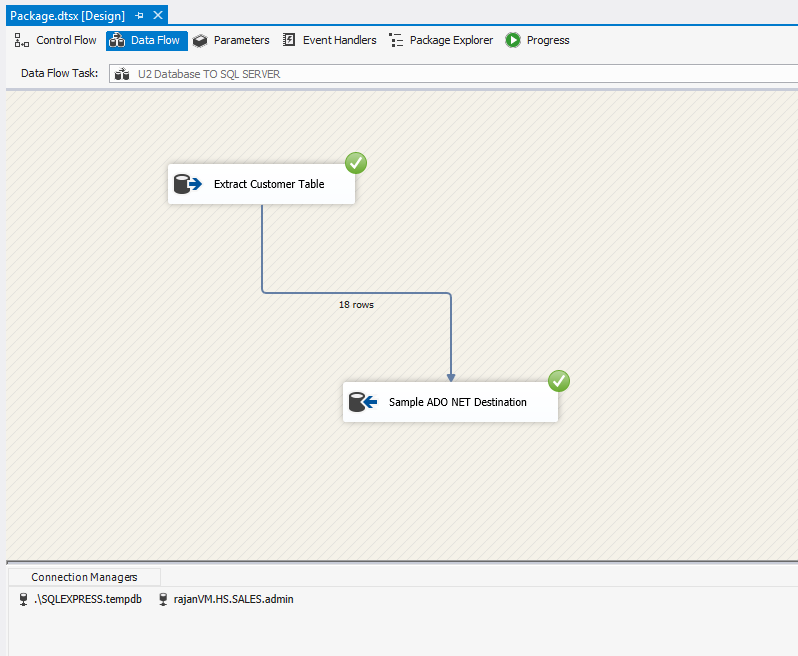 Package.dtsx [Design]
Control Flow Data Flow Parameters Event Handlers Package Explorer Progress
Data Flow Task: U2 Database TO SQL SERVER
Extract Customer Table
18 rows
Sample ADO NET Destination
Connection Managers
.\SQLEXPRESS.tempdb rajanVM.HS.SALES.admin